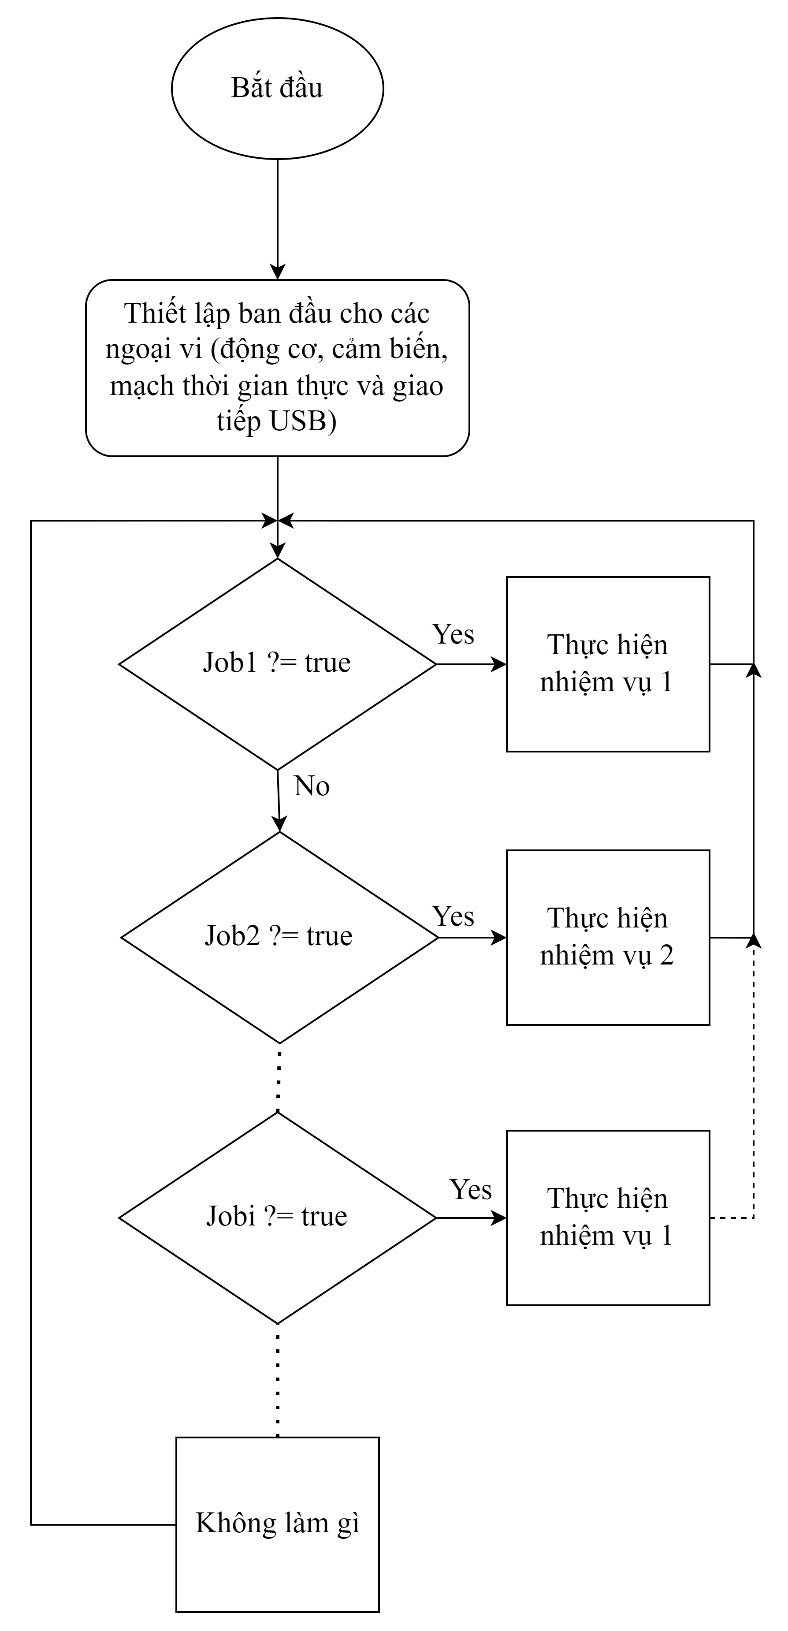 Bắt đầu
Thiết lập ban đầu cho các
ngoại vi (động cơ, cảm biến,
mạch thời gian thực và giao
tiếp USB)
Job1 ?= true
Yes
Thực hiện
nhiệm vụ 1
No
Job2 ?= true
Yes
Thực hiện
nhiệm vụ 2
Jobi ?= true
Yes
Thực hiện
nhiệm vụ 1
Không làm gì